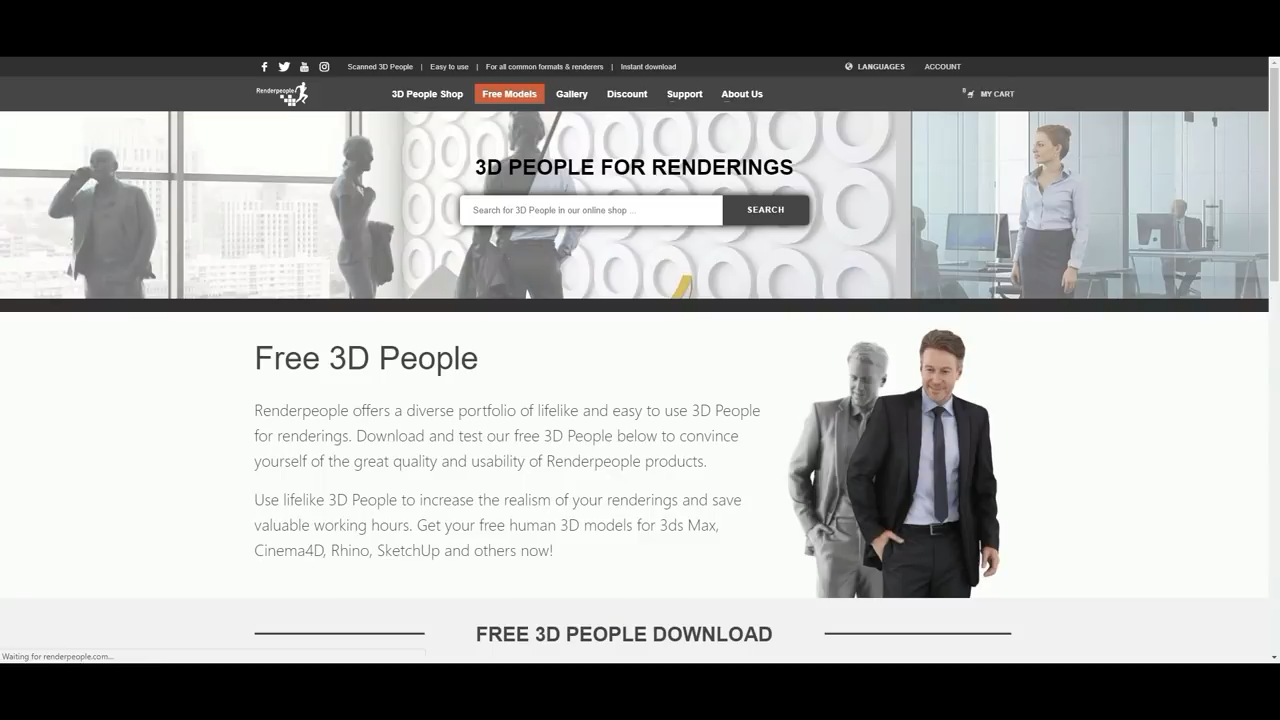 Scanned 3D People | Easy to use | For all common formats & renderers | Instant download
LANGUAGES
ACCOUNT
Renderpeople
3D People Shop
Free Models
Gallery
Discount
Support
About Us
MY CART
3D PEOPLE FOR RENDERINGS
Search for 3D People in our online shop ...
SEARCH
Free 3D People
Renderpeople offers a diverse portfolio of lifelike and easy to use 3D People
for renderings. Download and test our free 3D People below to convince
yourself of the great quality and usability of Renderpeople products.
Use lifelike 3D People to increase the realism of your renderings and save
valuable working hours. Get your free human 3D models for 3ds Max,
Cinema4D, Rhino, SketchUp and others now!
FREE 3D PEOPLE DOWNLOAD
Waiting for renderpeople.com...